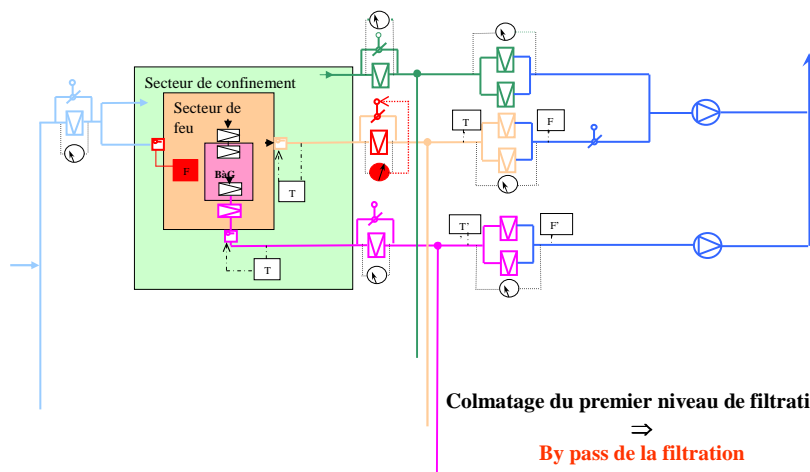 Secteur de confinement
Secteur de
feu
F
BàG
T
T
T
F
T'
F'
Colmatage du premier niveau de filtrati
⇒
By pass de la filtration